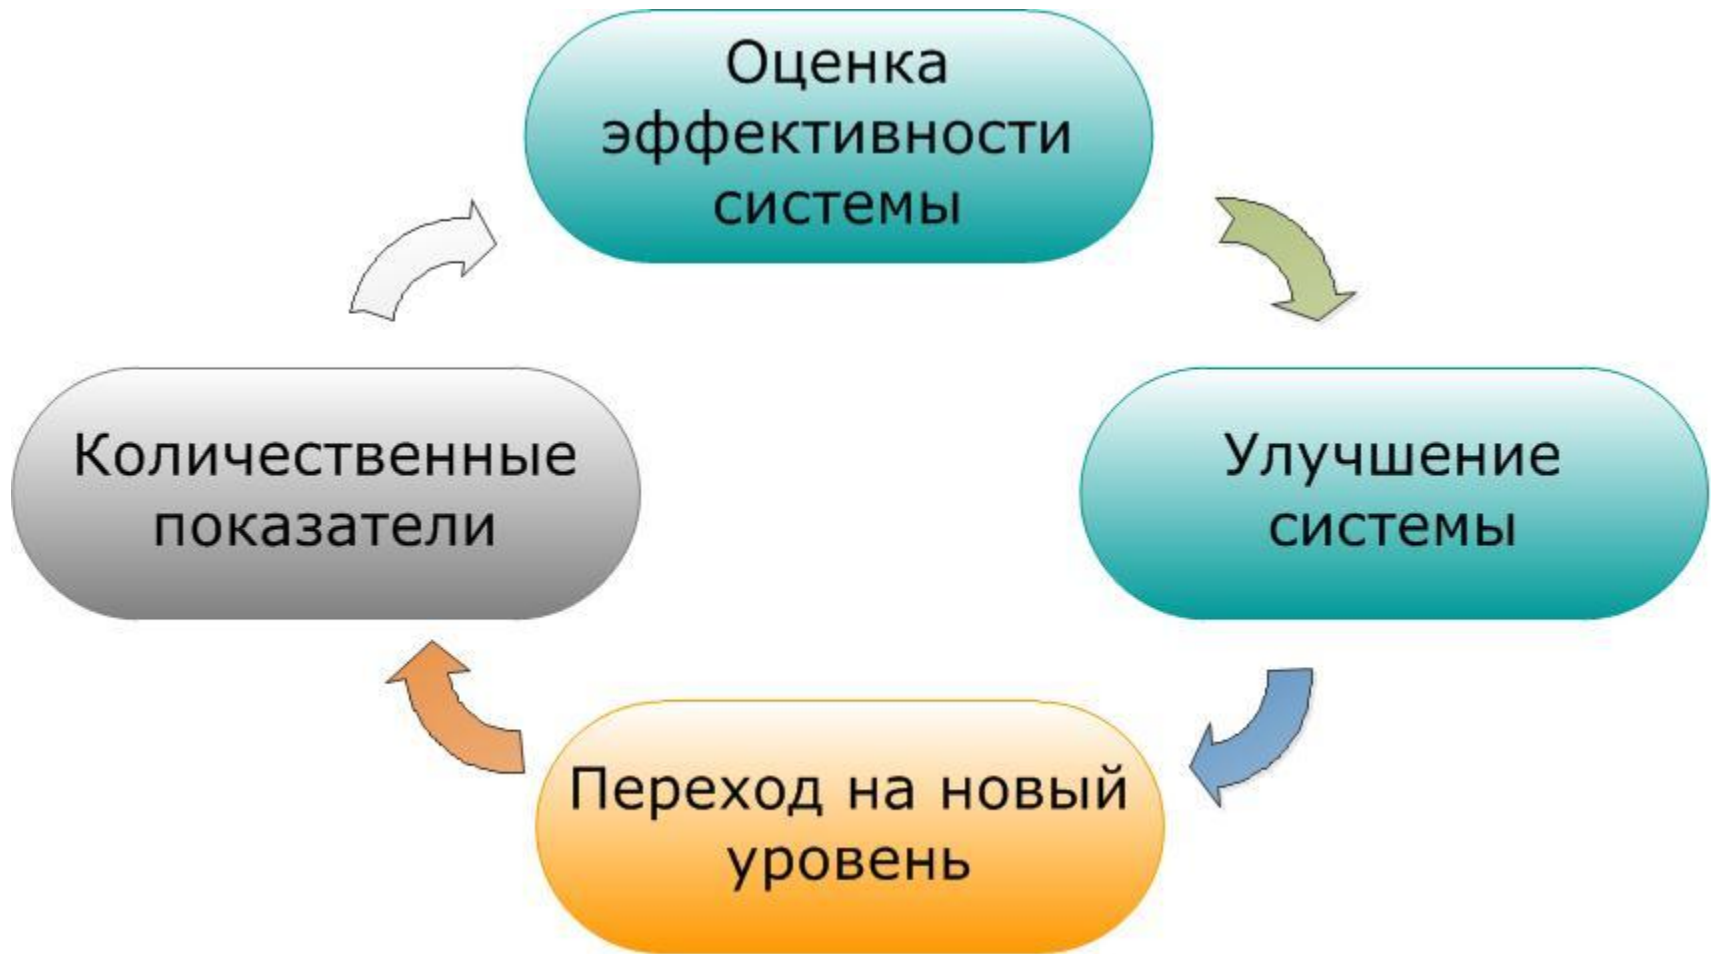 Оценка
эффективности
системы
Количественные
показатели
Улучшение
системы
Переход на новый
уровень